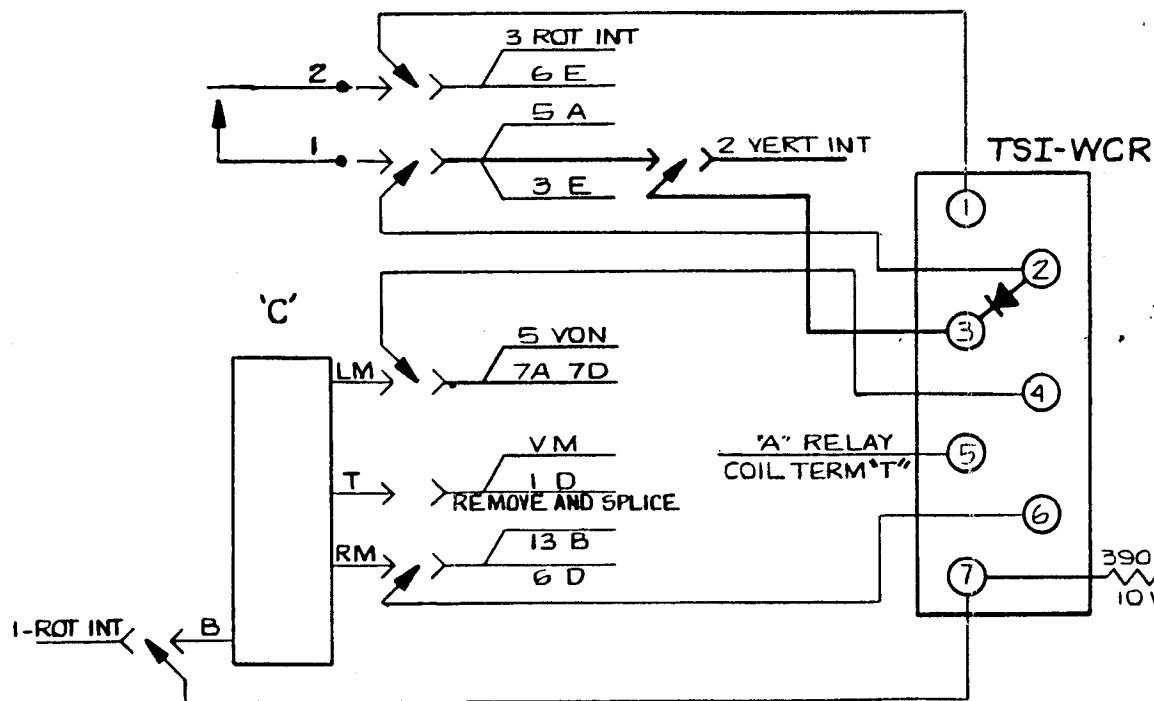 3 ROT INT
2
6 E
5 A
1
2 VERT INT
3 E
TSI-WCR
1
2
3
4
5
6
7
'C'
5 VON
LM
7A 7D
VM
T
1 D
REMOVE AND SPLICE
13 B
RM
6 D
"A" RELAY
COIL TERM "T"
390
10
1-ROT INT
B